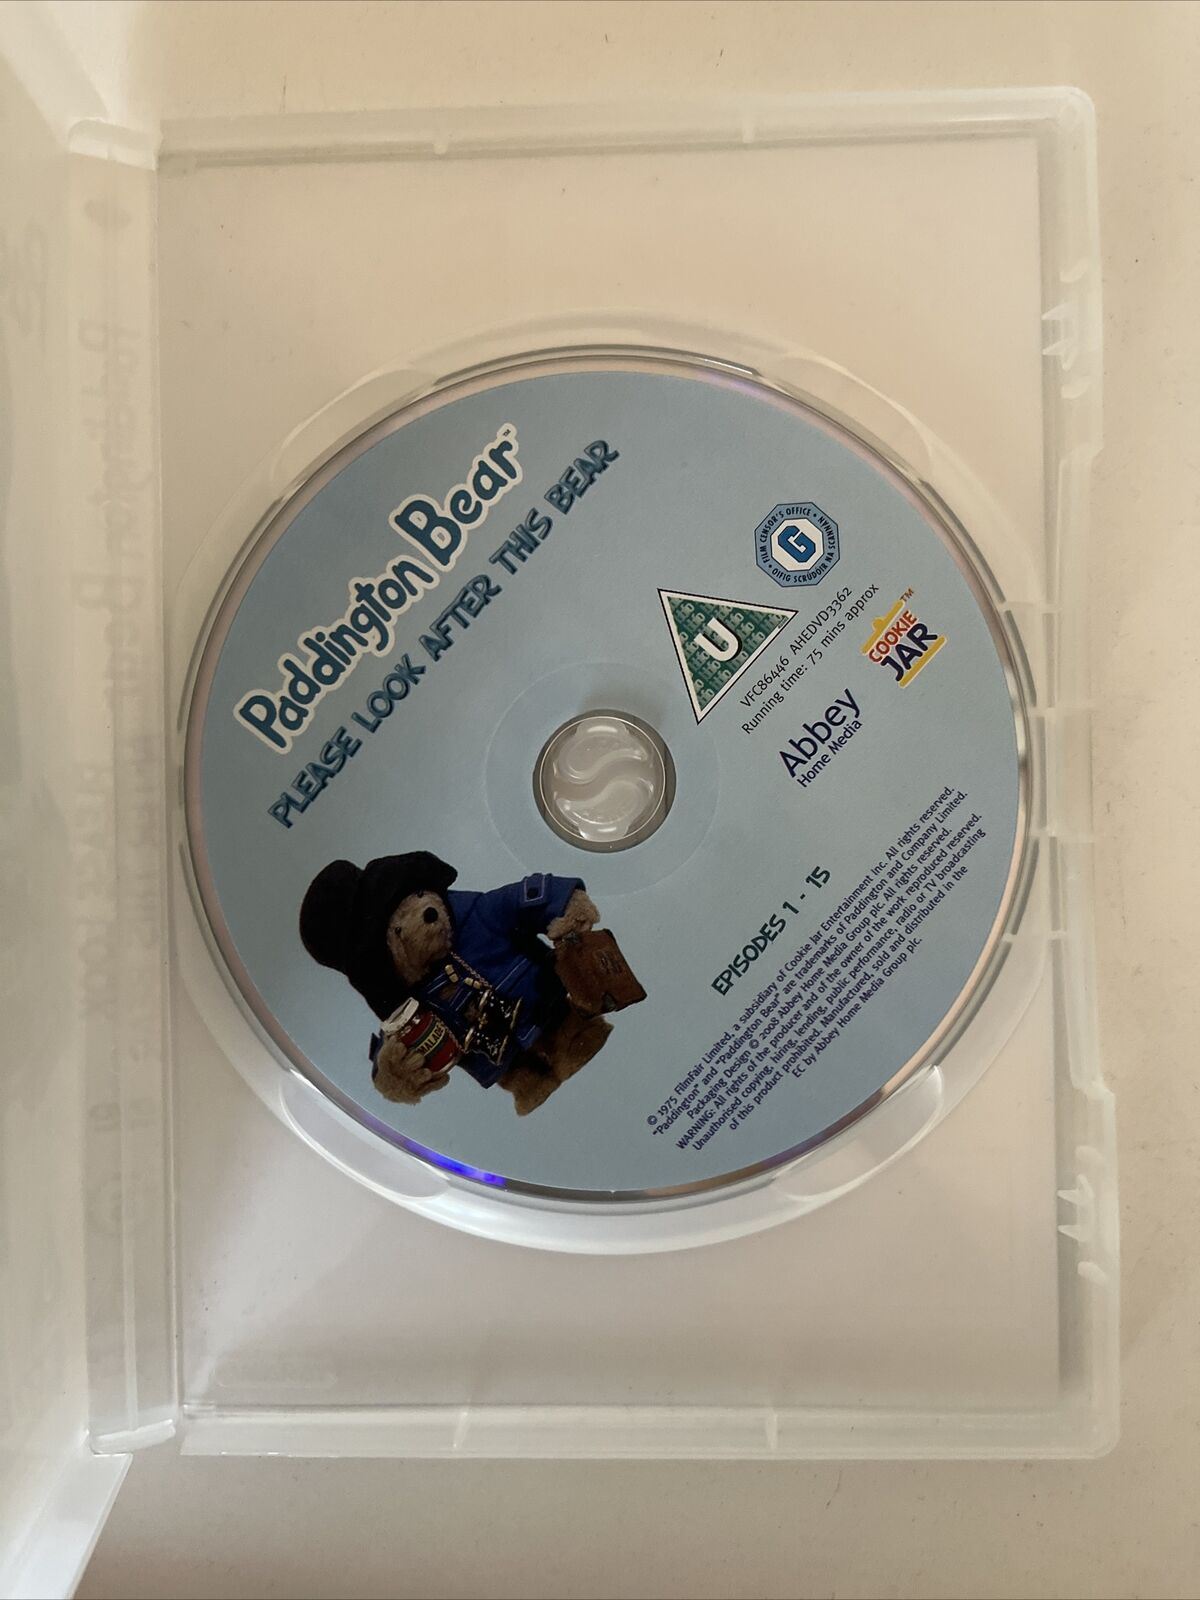 Paddington Bear™
PLEASE LOOK AFTER THIS BEAR
FILM CENSOR'S OFFICE • OIFIG SCRÚDÓIR NA SCANNÁN •
G
U
VFC86446 AHEDVD3362
Running time: 75 mins approx
COOKIE
JAR™
Abbey
Home Media
EPISODES 1 - 15
© 1975 FilmFair Limited, a subsidiary of Cookie Jar Entertainment Inc. All rights reserved.
"Paddington" and "Paddington Bear" are trademarks of Paddington and Company Limited.
Packaging Design © 2008 Abbey Home Media Group plc. All rights reserved.
WARNING: All rights of the producer and of the owner of the work reproduced reserved.
Unauthorised copying, hiring, lending, public performance, radio or TV broadcasting
of this product prohibited. Manufactured, sold and distributed in the
EC by Abbey Home Media Group plc.